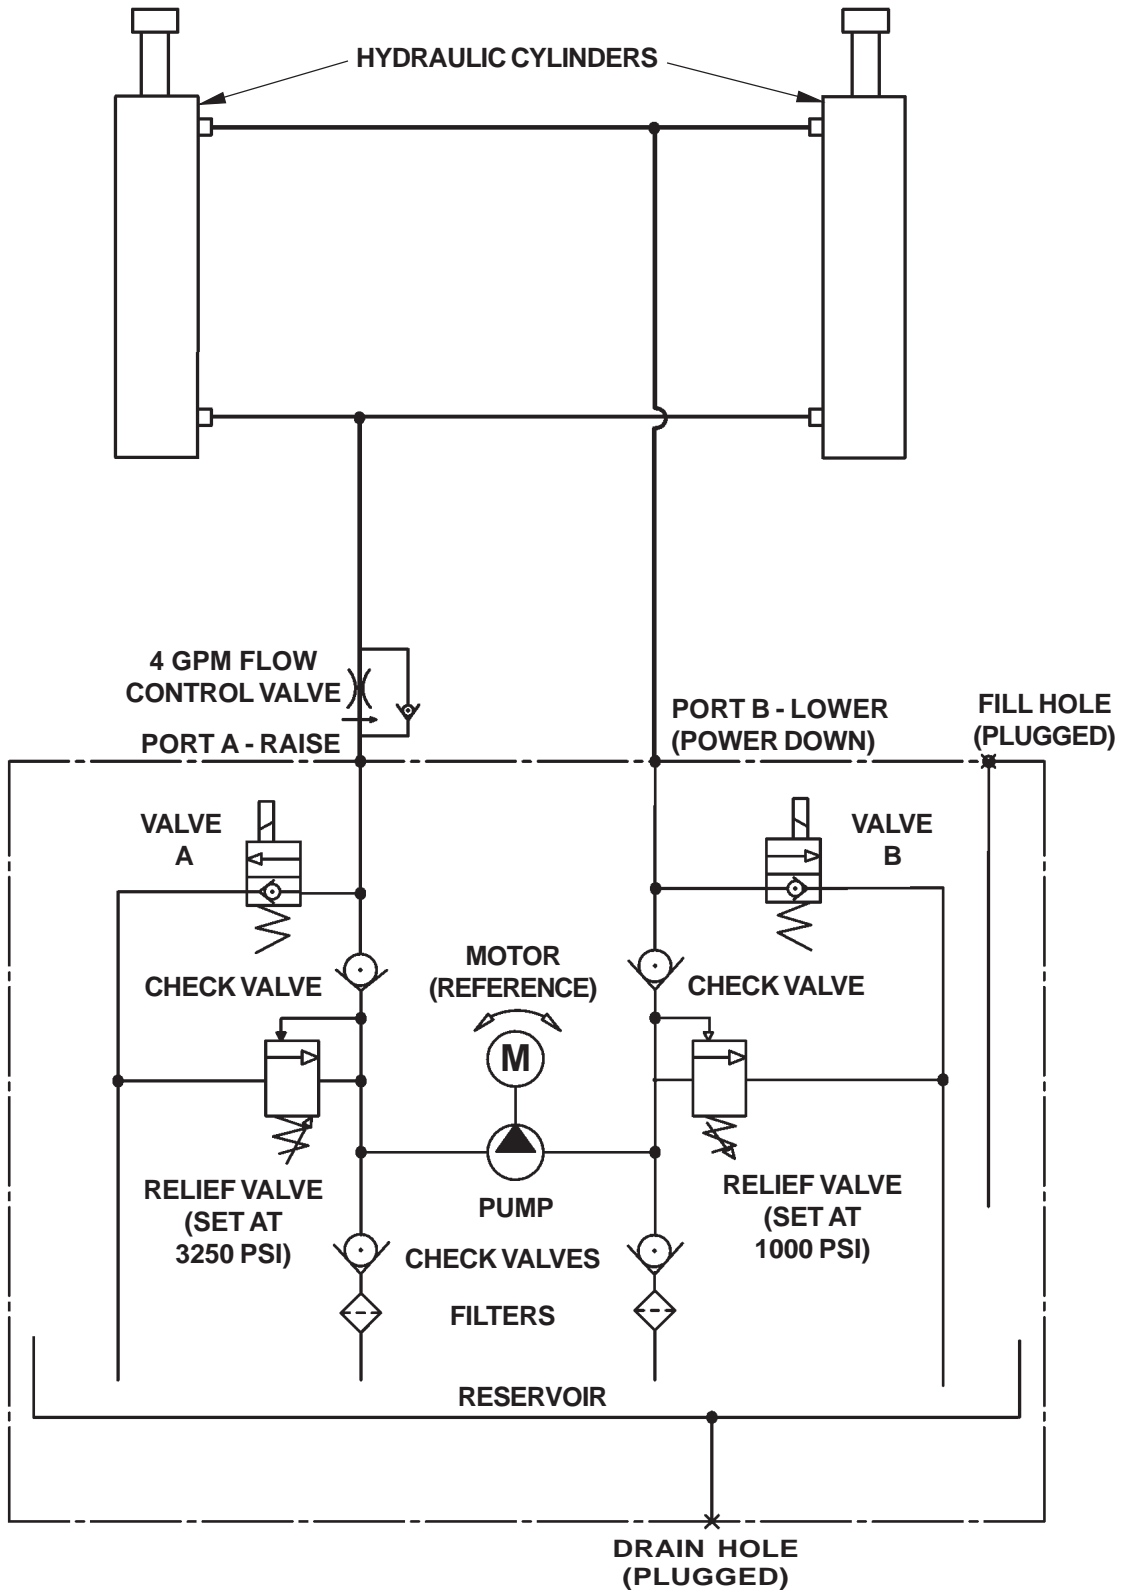 HYDRAULIC CYLINDERS
4 GPM FLOW
CONTROL VALVE
PORT A - RAISE
PORT B - LOWER
(POWER DOWN)
FILL HOLE
(PLUGGED)
VALVE
A
VALVE
B
CHECK VALVE
MOTOR
(REFERENCE)
CHECK VALVE
M
RELIEF VALVE
(SET AT
3250 PSI)
PUMP
RELIEF VALVE
(SET AT
1000 PSI)
CHECK VALVES
FILTERS
RESERVOIR
DRAIN HOLE
(PLUGGED)